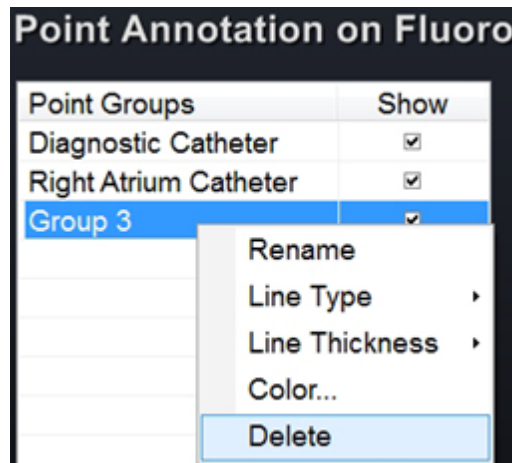 Point Annotation on Fluoro
Point Groups Show
Diagnostic Catheter
Right Atrium Catheter
Group 3
Rename
Line Type
Line Thickness
Color...
Delete